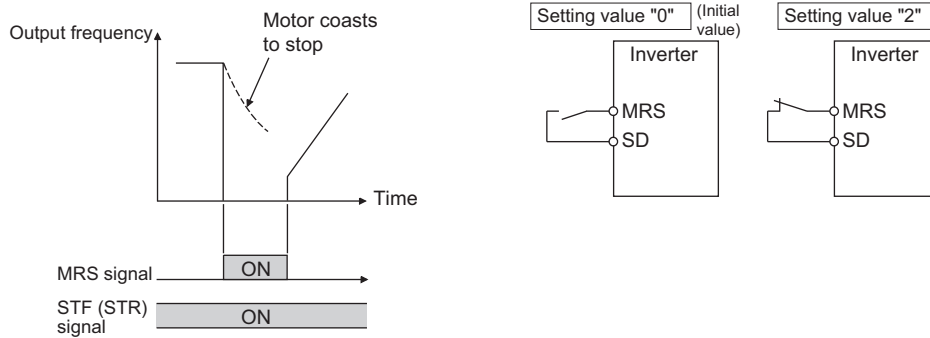 Output frequency
Motor coasts
to stop
Time
MRS signal
ON
STF (STR)
signal
ON
Setting value "0"
(Initial
value)
Inverter
MRS
SD
Setting value "2"
Inverter
MRS
SD